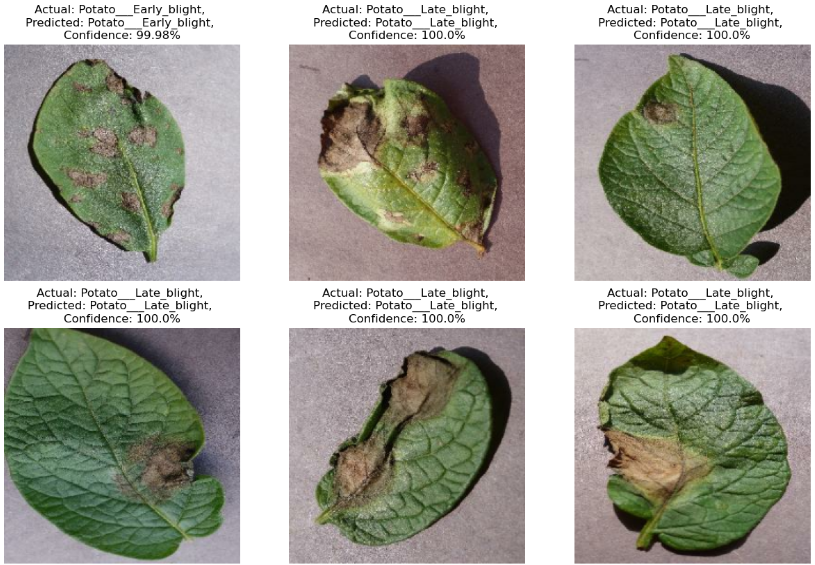 Actual: Potato___Early_blight,
Predicted: Potato___Early_blight,
Confidence: 99.98%
Actual: Potato___Late_blight,
Predicted: Potato___Late_blight,
Confidence: 100.0%
Actual: Potato___Late_blight,
Predicted: Potato___Late_blight,
Confidence: 100.0%
Actual: Potato___Late_blight,
Predicted: Potato___Late_blight,
Confidence: 100.0%
Actual: Potato___Late_blight,
Predicted: Potato___Late_blight,
Confidence: 100.0%
Actual: Potato___Late_blight,
Predicted: Potato___Late_blight,
Confidence: 100.0%